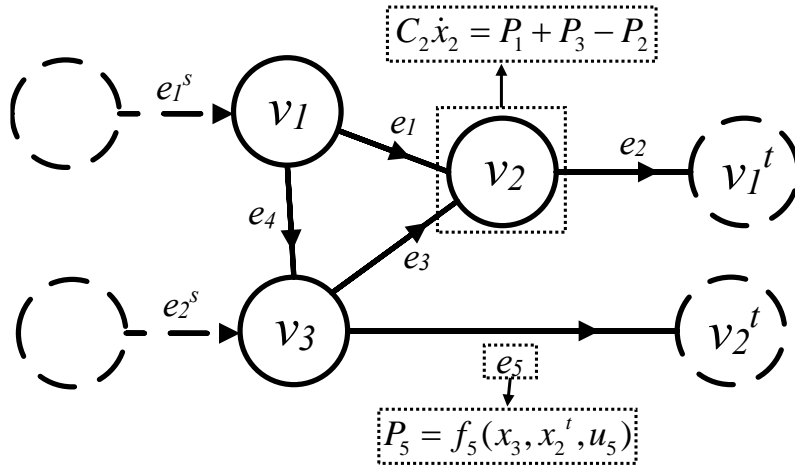 C₂ẋ₂ = P₁ + P₃ − P₂
e₁ˢ
v₁
e₁
v₂
e₂
v₁ᵗ
e₄
e₃
e₂ˢ
v₃
v₂ᵗ
e₅
P₅ = f₅(x₃, x₂ᵗ, u₅)